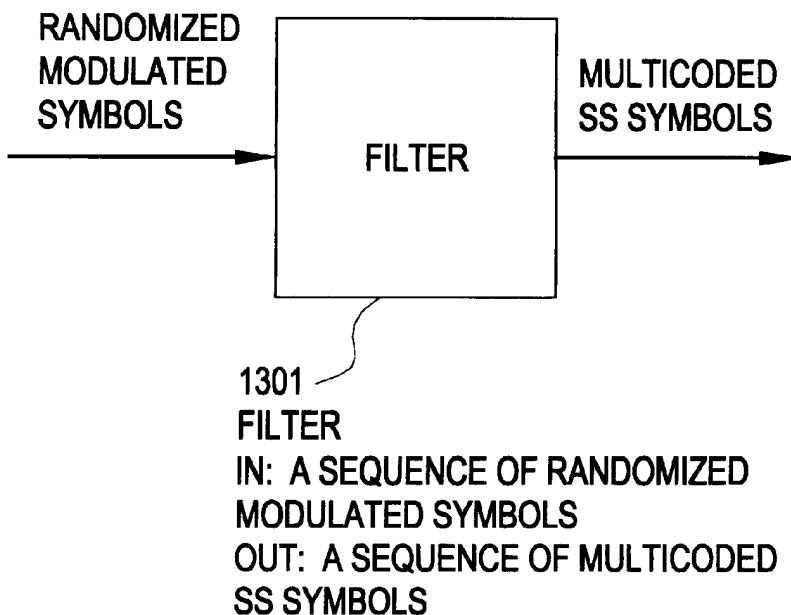 RANDOMIZED
MODULATED
SYMBOLS
MULTICODED
SS SYMBOLS
FILTER
1301
FILTER
IN: A SEQUENCE OF RANDOMIZED
MODULATED SYMBOLS
OUT: A SEQUENCE OF MULTICODED
SS SYMBOLS